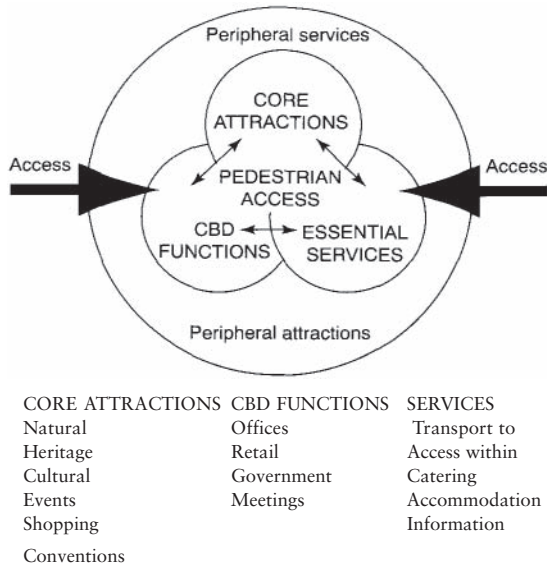 Peripheral services
CORE
ATTRACTIONS
Access
Access
PEDESTRIAN
ACCESS
CBD
FUNCTIONS
ESSENTIAL
SERVICES
Peripheral attractions
CORE ATTRACTIONS CBD FUNCTIONS SERVICES
Natural Offices Transport to
Heritage Retail Access within
Cultural Government Catering
Events Meetings Accommodation
Shopping Information
Conventions